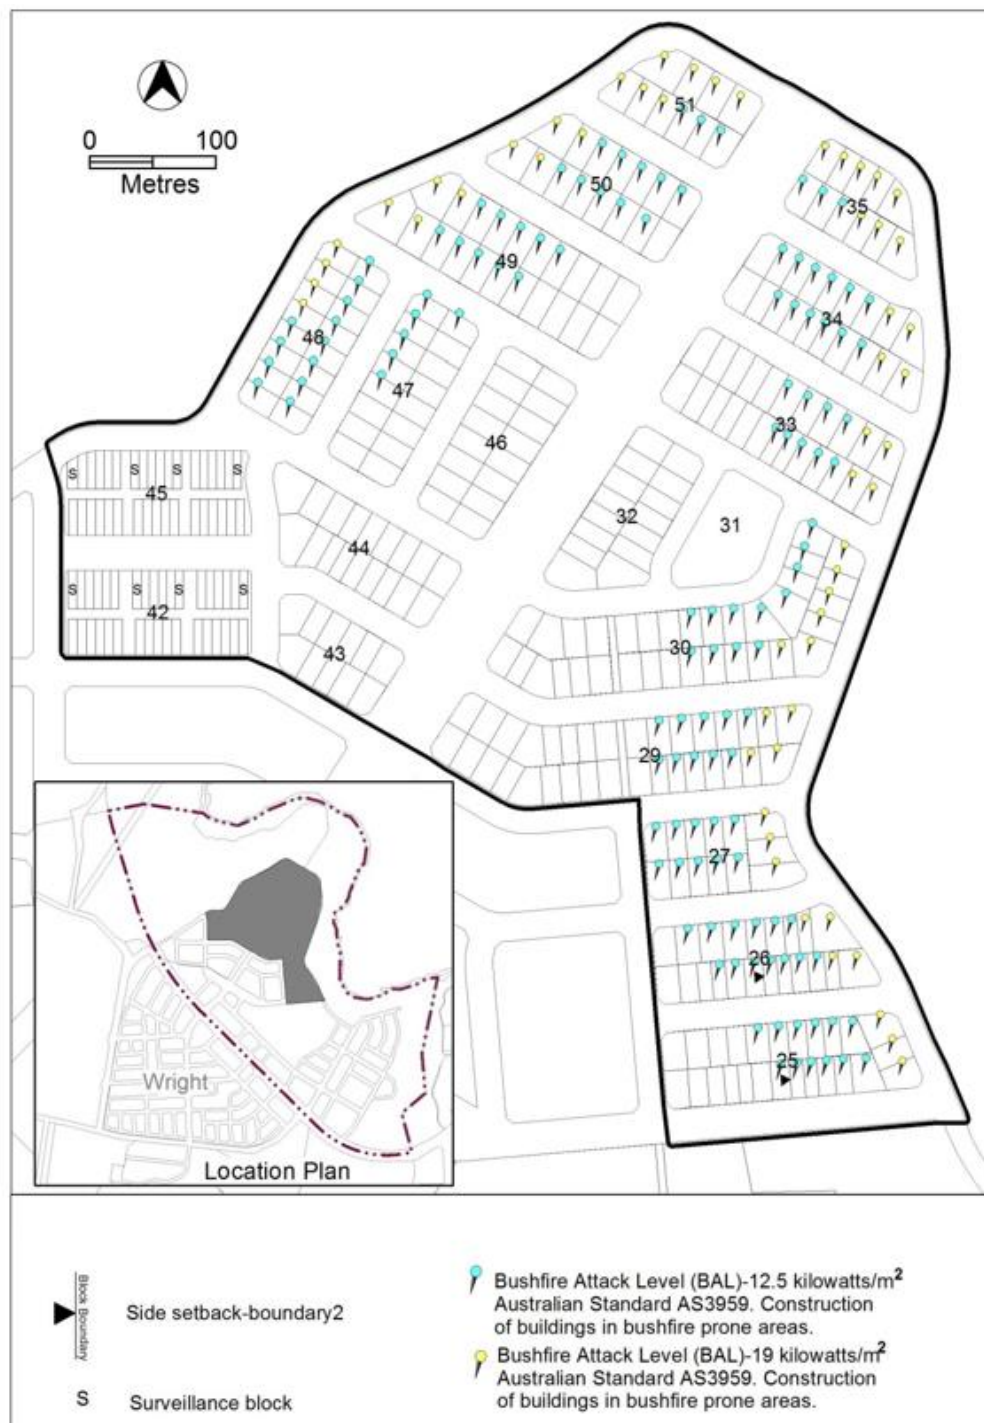 0 100
Metres
51
50
35
49
34
48
47
33
46
45 S S S S
32
31
44
42 S S S S
43
30
29
27
26
25
Wright
Location Plan
Block Boundary
Side setback-boundary2
S Surveillance block
Bushfire Attack Level (BAL)-12.5 kilowatts/m²
Australian Standard AS3959. Construction
of buildings in bushfire prone areas.
Bushfire Attack Level (BAL)-19 kilowatts/m²
Australian Standard AS3959. Construction
of buildings in bushfire prone areas.